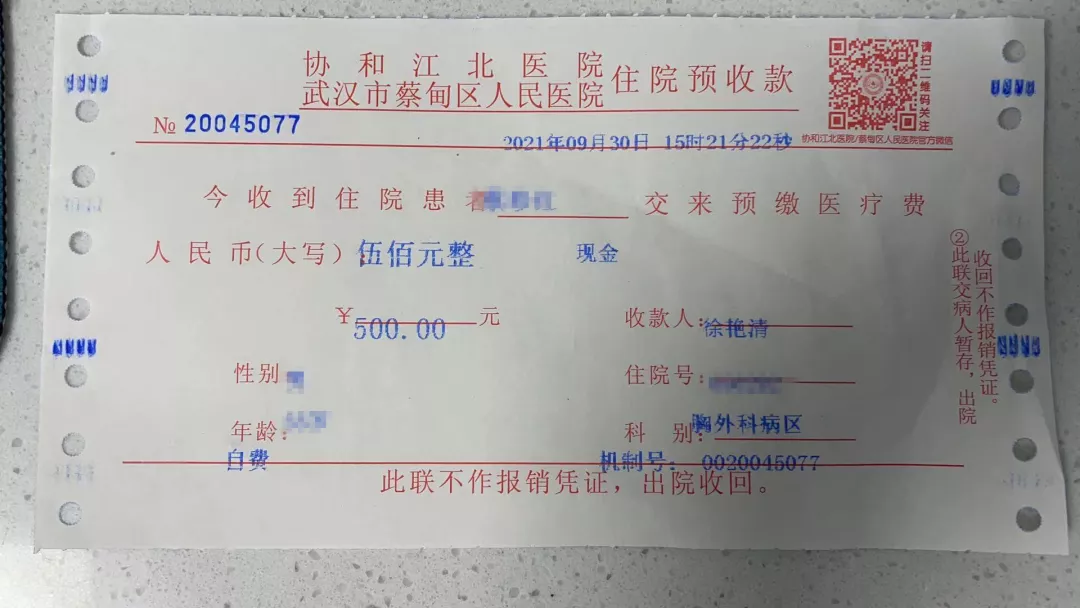 协和江北医院
武汉市蔡甸区人民医院
住院预收款
请扫二维码关注
协和江北医院/蔡甸区人民医院官方微信
№ 20045077
2021年09月30日 15时21分22秒
今收到住院患者 交来预缴医疗费
人民币(大写): 伍佰元整 现金
¥500.00元 收款人: 徐艳清
性别: 住院号:
年龄: 科别: 胸外科病区
自费 机制号: 0020045077
此联不作报销凭证，出院收回。
②此联交病人暂存，出院
收回不作报销凭证。